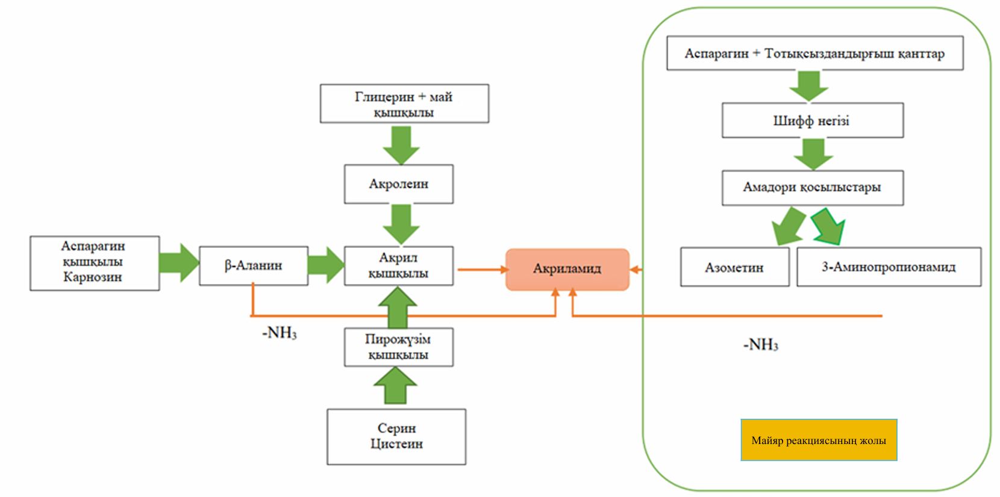 Аспарагин + Тотықсыздандырғыш қанттар
Глицерин + май
қышқылы
Шифф негізі
Акролеин
Амадори қосылыстары
Аспарагин
қышқылы
Карнозин
β-Аланин
Акрил
қышқылы
Акриламид
Азометин
3-Аминопропионамид
-NH₃
Пирожүзім
қышқылы
-NH₃
Серин
Цистеин
Майяр реакциясының жолы